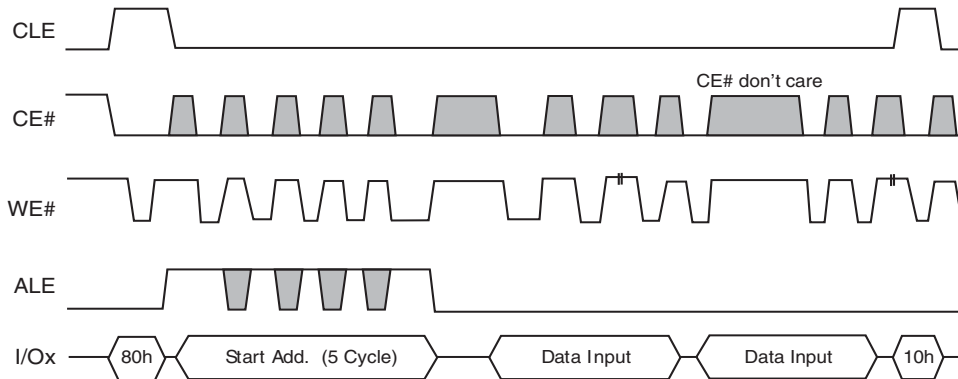 CLE
CE# don't care
CE#
WE#
ALE
I/Ox
80h
Start Add. (5 Cycle)
Data Input
Data Input
10h